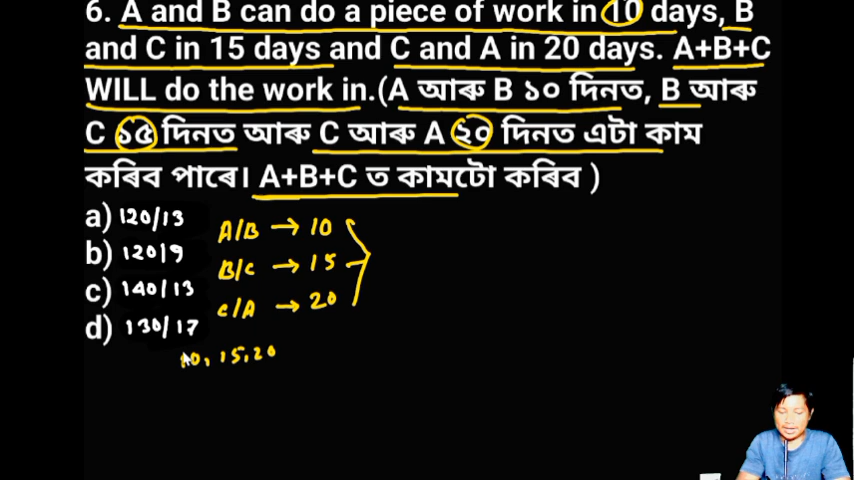 6. A and B can do a piece of work in 10 days, B
and C in 15 days and C and A in 20 days. A+B+C
WILL do the work in.(A আৰু B ১০ দিনত, B আৰু
C ১৫ দিনত আৰু C আৰু A ২০ দিনত এটা কাম
কৰিব পাৰে। A+B+C ত কামটো কৰিব )
a) 120/13
b) 120/9
c) 140/13
d) 130/17
A/B → 10
B/C → 15
C/A → 20
10, 15, 20